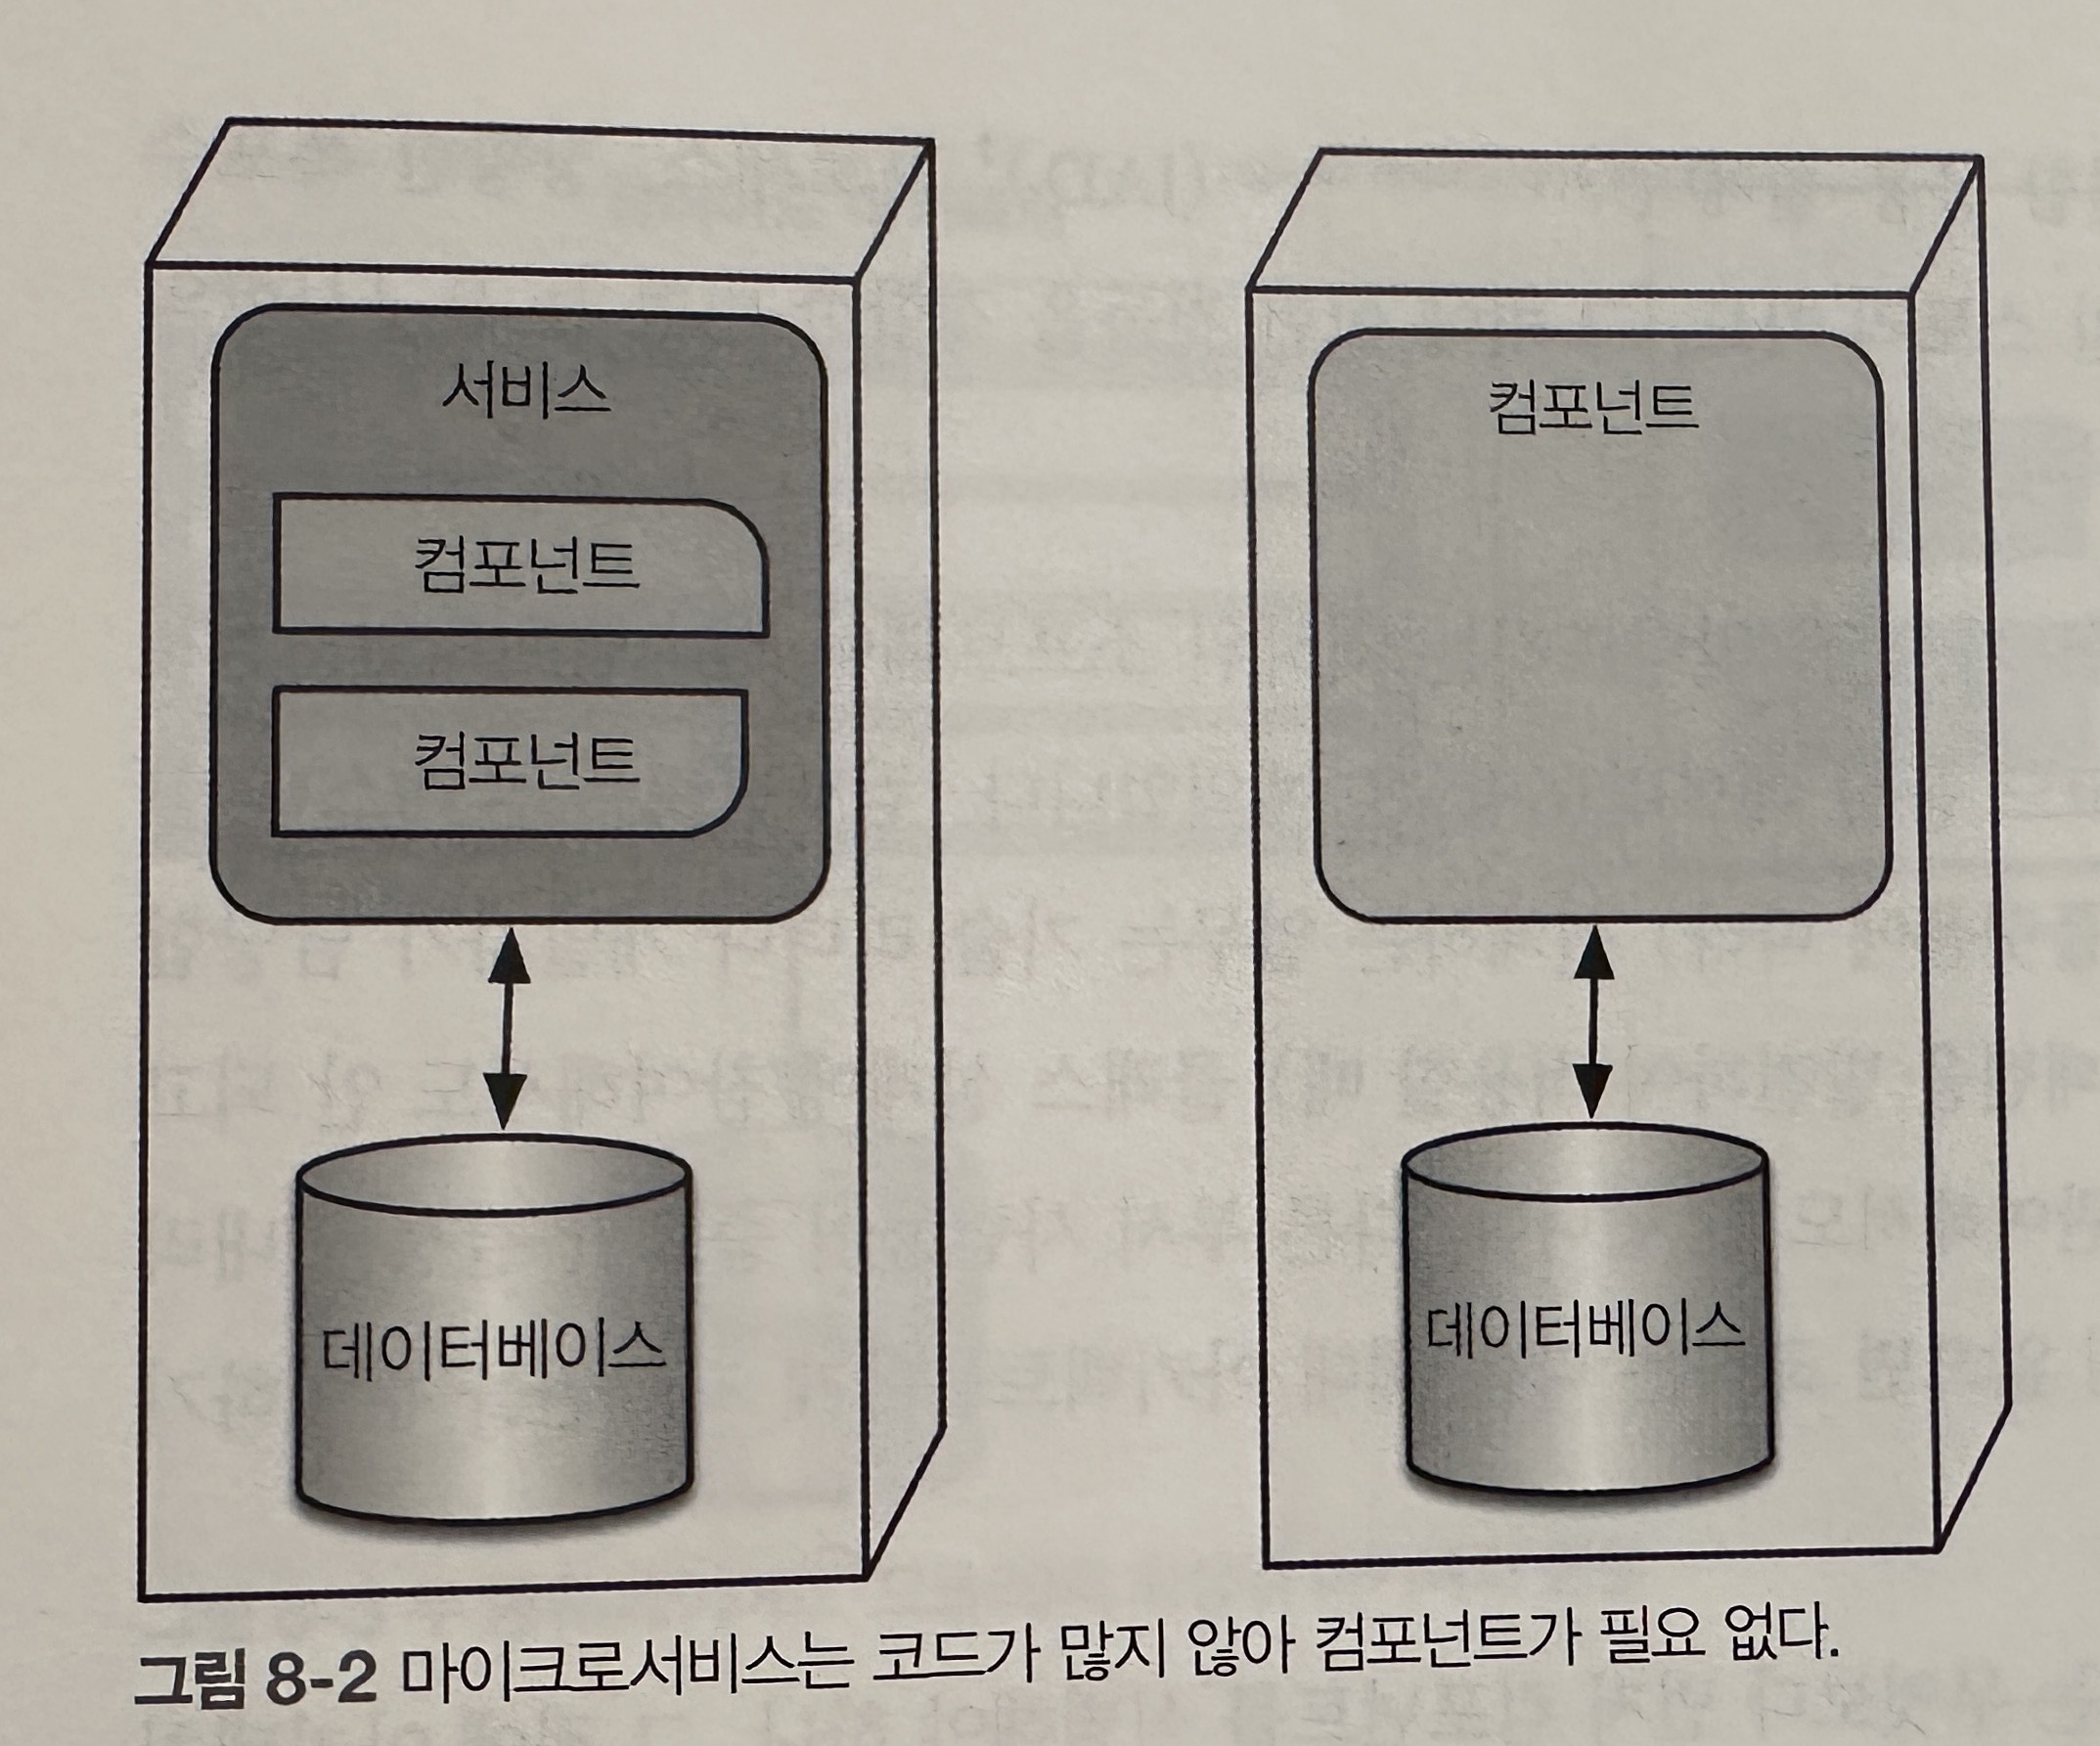 서비스
컴포넌트
컴포넌트
데이터베이스
컴포넌트
데이터베이스
그림 8-2 마이크로서비스는 코드가 많지 않아 컴포넌트가 필요 없다.